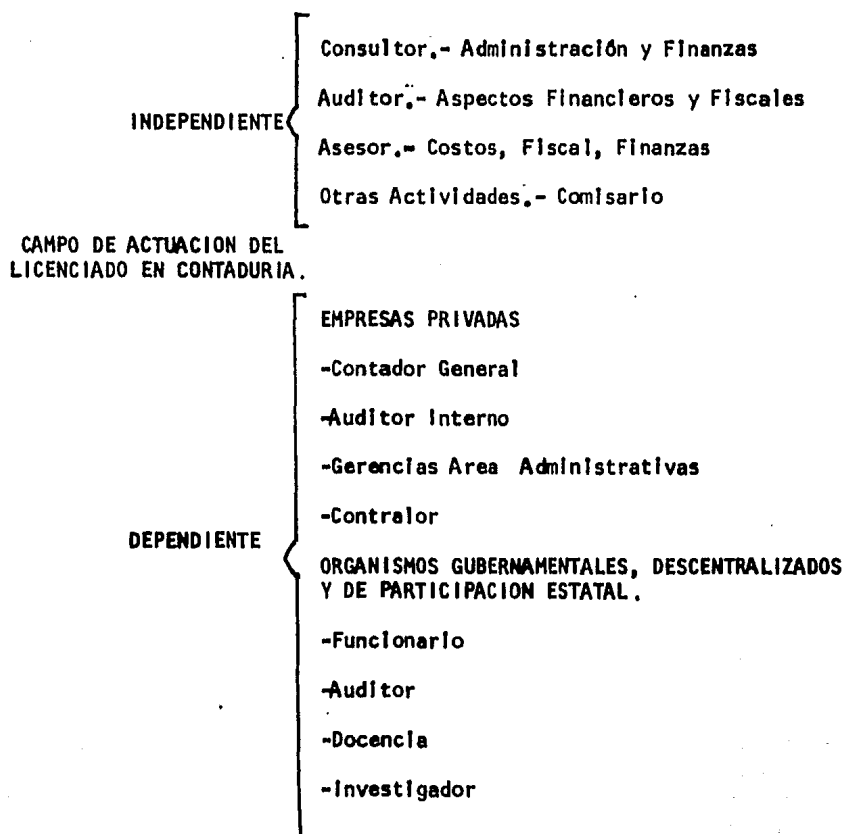 Consultor.- Administración y Finanzas
Auditor.- Aspectos Financieros y Fiscales
INDEPENDIENTE
Asesor.- Costos, Fiscal, Finanzas
Otras Actividades.- Comisario
CAMPO DE ACTUACION DEL
LICENCIADO EN CONTADURIA.
EMPRESAS PRIVADAS
-Contador General
-Auditor Interno
-Gerencias Area Administrativas
-Contralor
DEPENDIENTE
ORGANISMOS GUBERNAMENTALES, DESCENTRALIZADOS
Y DE PARTICIPACION ESTATAL.
-Funcionario
-Auditor
-Docencia
-Investigador